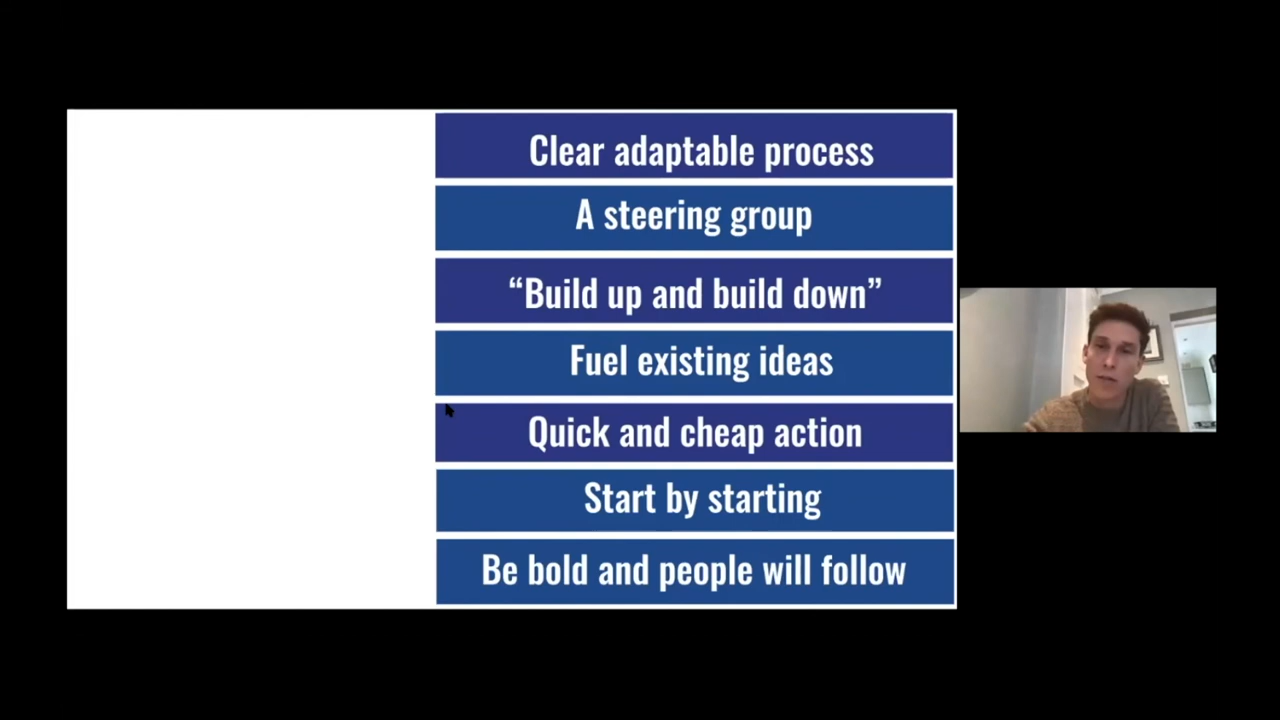 Clear adaptable process
A steering group
“Build up and build down”
Fuel existing ideas
Quick and cheap action
Start by starting
Be bold and people will follow